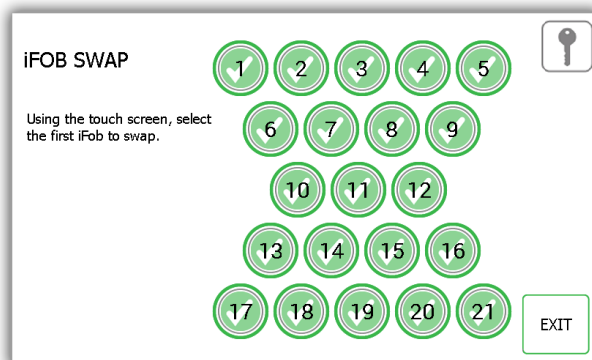 iFOB SWAP
1 2 3 4 5
Using the touch screen, select
the first iFob to swap.
6 7 8 9
10 11 12
13 14 15 16
17 18 19 20 21
EXIT